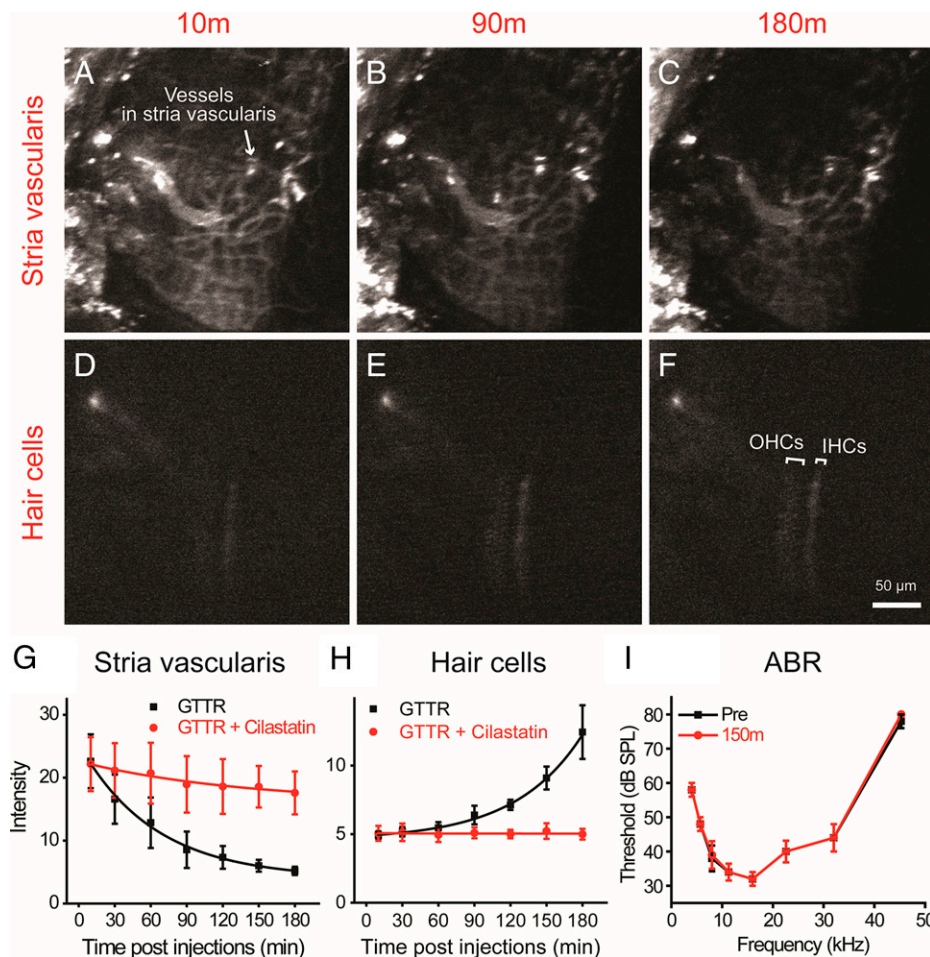 10m
90m
180m
Stria vascularis
Hair cells
A
Vessels
in stria vascularis
B
C
D
E
F
OHCs
IHCs
50 µm
G
Stria vascularis
GTTR
GTTR + Cilastatin
Intensity
30
20
10
0
0
30
60
90
120
150
180
Time post injections (min)
H
Hair cells
GTTR
GTTR + Cilastatin
10
5
0
0
30
60
90
120
150
180
Time post injections (min)
I
ABR
Pre
150m
Threshold (dB SPL)
80
70
60
50
40
30
0
10
20
30
40
50
Frequency (kHz)